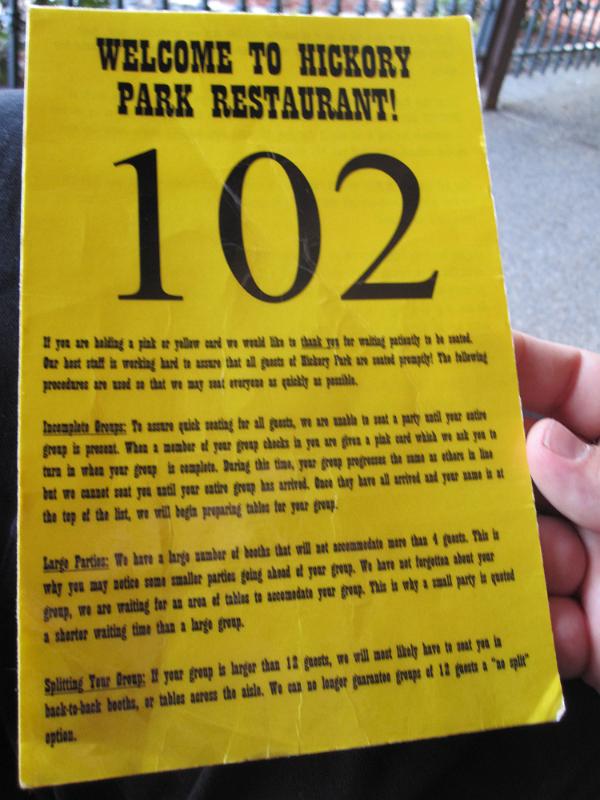 WELCOME TO HICKORY
PARK RESTAURANT!
102
If you are holding a pink or yellow card we would like to thank you for waiting patiently to be seated.
Our host staff is working hard to assure that all guests of Hickory Park are seated promptly! The following
procedures are used so that we may seat everyone as quickly as possible.
Incomplete Groups: To assure quick seating for all guests, we are unable to seat a party until your entire
group is present. When a member of your group checks in you are given a pink card which we ask you to
turn in when your group is complete. During this time, your group progresses the same as others in line
but we cannot seat you until your entire group has arrived. Once they have all arrived and your name is at
the top of the list, we will begin preparing tables for your group.
Large Parties: We have a large number of booths that will not accommodate more than 4 guests. This is
why you may notice some smaller parties going ahead of your group. We have not forgotten about your
group, we are waiting for an area of tables to accomodate your group. This is why a small party is quoted
a shorter waiting time than a large group.
Splitting Your Group: If your group is larger than 12 guests, we will most likely have to seat you in
back-to-back booths, or tables across the aisle. We can no longer guarantee groups of 12 guests a "no split"
option.